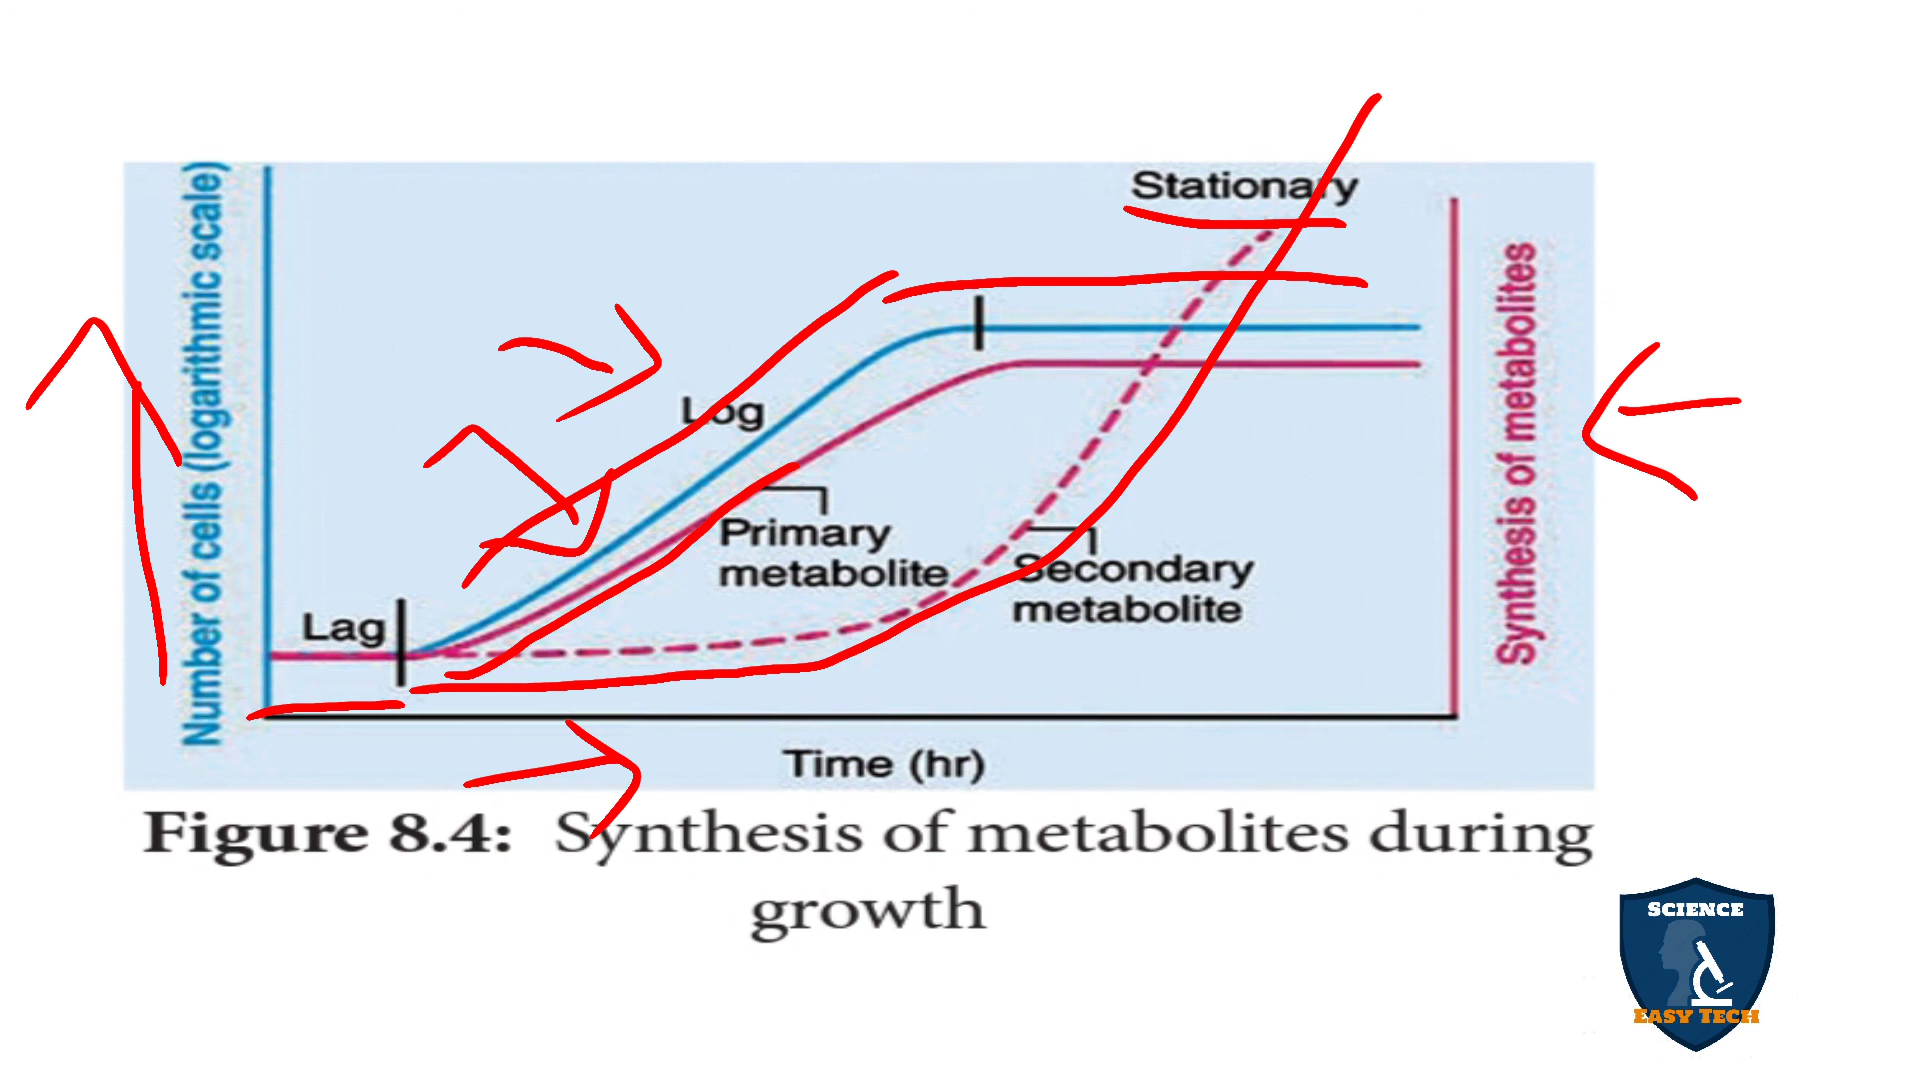 Number of cells (logarithmic scale)
Stationary
Log
Primary
metabolite
Secondary
metabolite
Lag
Synthesis of metabolites
Time (hr)
Figure 8.4: Synthesis of metabolites during
growth
SCIENCE
EASY TECH